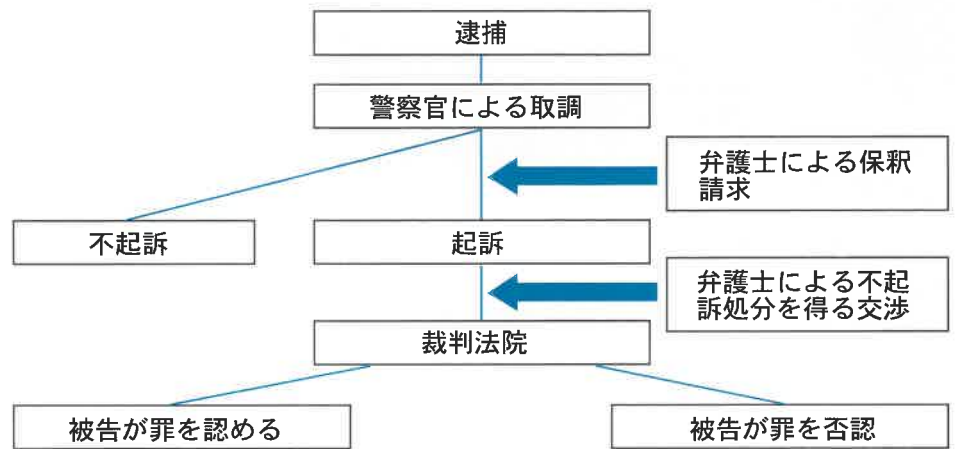 逮捕
警察官による取調
弁護士による保釈
請求
不起訴
起訴
弁護士による不起
訴処分を得る交渉
裁判法院
被告が罪を認める
被告が罪を否認